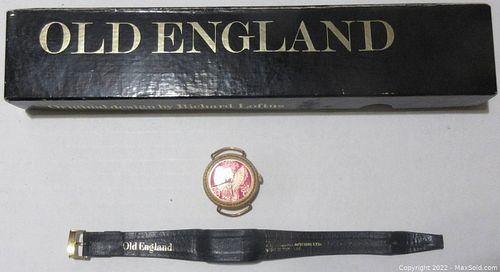 OLD ENGLAND
Original design by Richard Loftus
Old England
Copyright 2022 - MaxSold.com